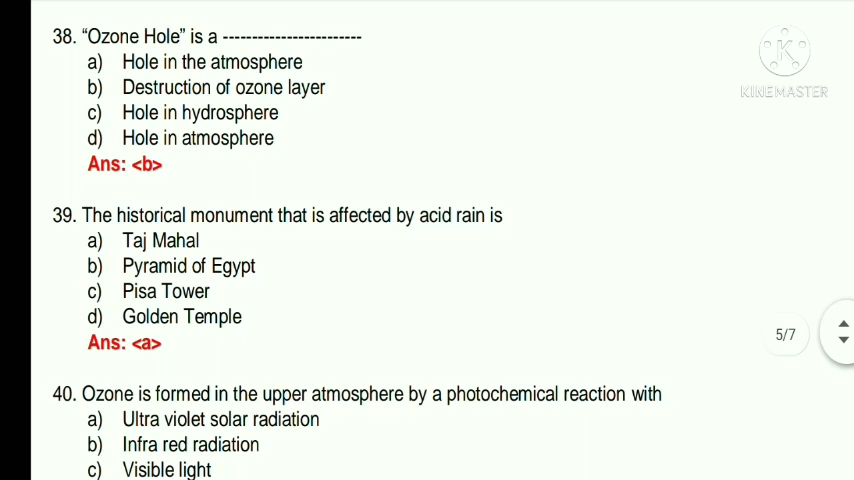 38. “Ozone Hole” is a ------------------------
a) Hole in the atmosphere
b) Destruction of ozone layer
c) Hole in hydrosphere
d) Hole in atmosphere
Ans: <b>
39. The historical monument that is affected by acid rain is
a) Taj Mahal
b) Pyramid of Egypt
c) Pisa Tower
d) Golden Temple
Ans: <a>
40. Ozone is formed in the upper atmosphere by a photochemical reaction with
a) Ultra violet solar radiation
b) Infra red radiation
c) Visible light
K
KINEMASTER
5/7